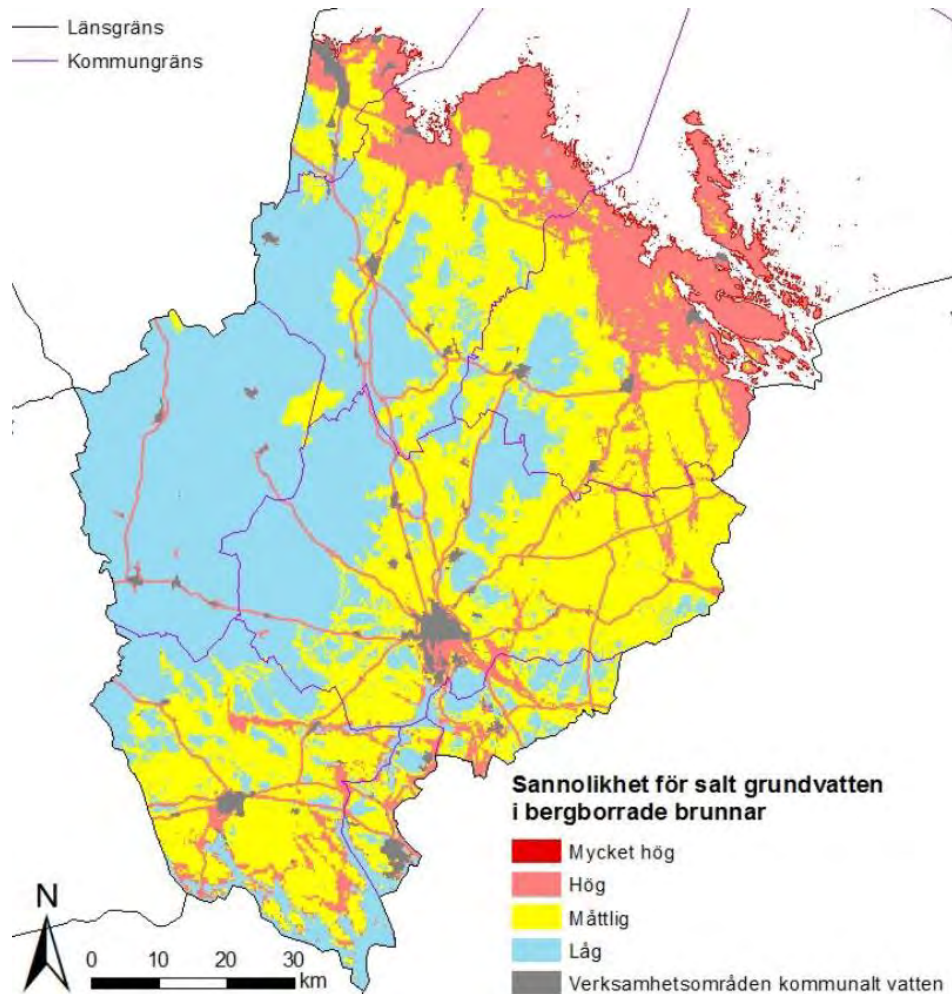 Länsgräns
Kommungräns
Sannolikhet för salt grundvatten
i bergborrade brunnar
Mycket hög
Hög
Måttlig
Låg
Verksamhetsområden kommunalt vatten
N
0 10 20 30
km